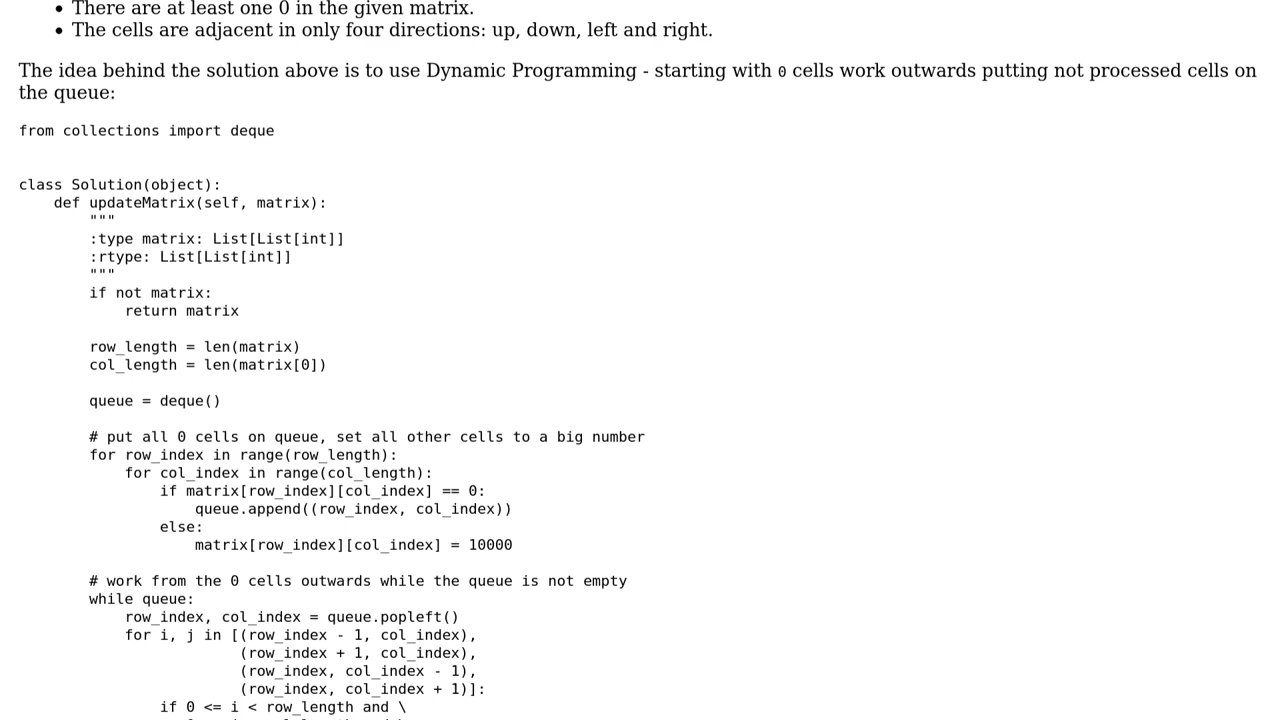 • There are at least one 0 in the given matrix.
• The cells are adjacent in only four directions: up, down, left and right.
The idea behind the solution above is to use Dynamic Programming - starting with 0 cells work outwards putting not processed cells on
the queue:
from collections import deque
class Solution(object):
    def updateMatrix(self, matrix):
        """
        :type matrix: List[List[int]]
        :rtype: List[List[int]]
        """
        if not matrix:
            return matrix
        row_length = len(matrix)
        col_length = len(matrix[0])
        queue = deque()
        # put all 0 cells on queue, set all other cells to a big number
        for row_index in range(row_length):
            for col_index in range(col_length):
                if matrix[row_index][col_index] == 0:
                    queue.append((row_index, col_index))
                else:
                    matrix[row_index][col_index] = 10000
        # work from the 0 cells outwards while the queue is not empty
        while queue:
            row_index, col_index = queue.popleft()
            for i, j in [(row_index - 1, col_index),
                         (row_index + 1, col_index),
                         (row_index, col_index - 1),
                         (row_index, col_index + 1)]:
                if 0 <= i < row_length and \